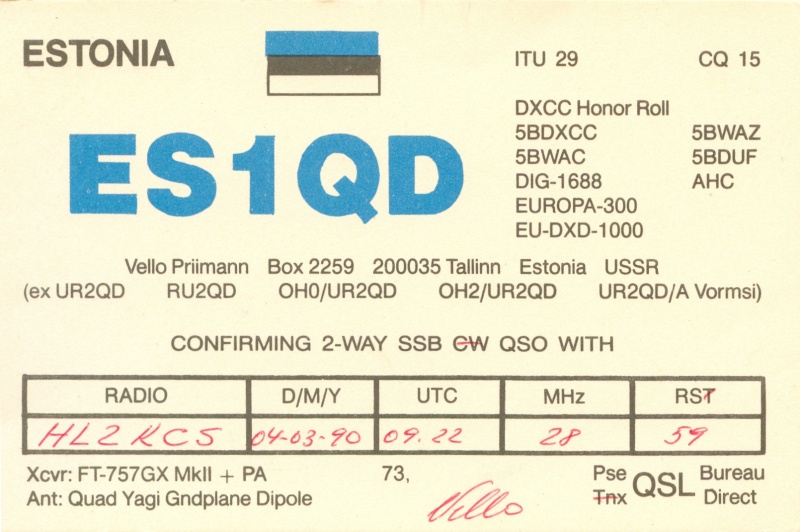 ESTONIA
ITU 29 CQ 15
DXCC Honor Roll
5BDXCC 5BWAZ
5BWAC 5BDUF
DIG-1688 AHC
EUROPA-300
EU-DXD-1000
ES1QD
Vello Priimann Box 2259 200035 Tallinn Estonia USSR
(ex UR2QD RU2QD OH0/UR2QD OH2/UR2QD UR2QD/A Vormsi)
CONFIRMING 2-WAY SSB CW QSO WITH
RADIO D/M/Y UTC MHz RST
HL2KCS 04-03-90 09.22 28 59
Xcvr: FT-757GX MkII + PA 73, Pse QSL Bureau
Ant: Quad Yagi Gndplane Dipole Vello Tnx Direct